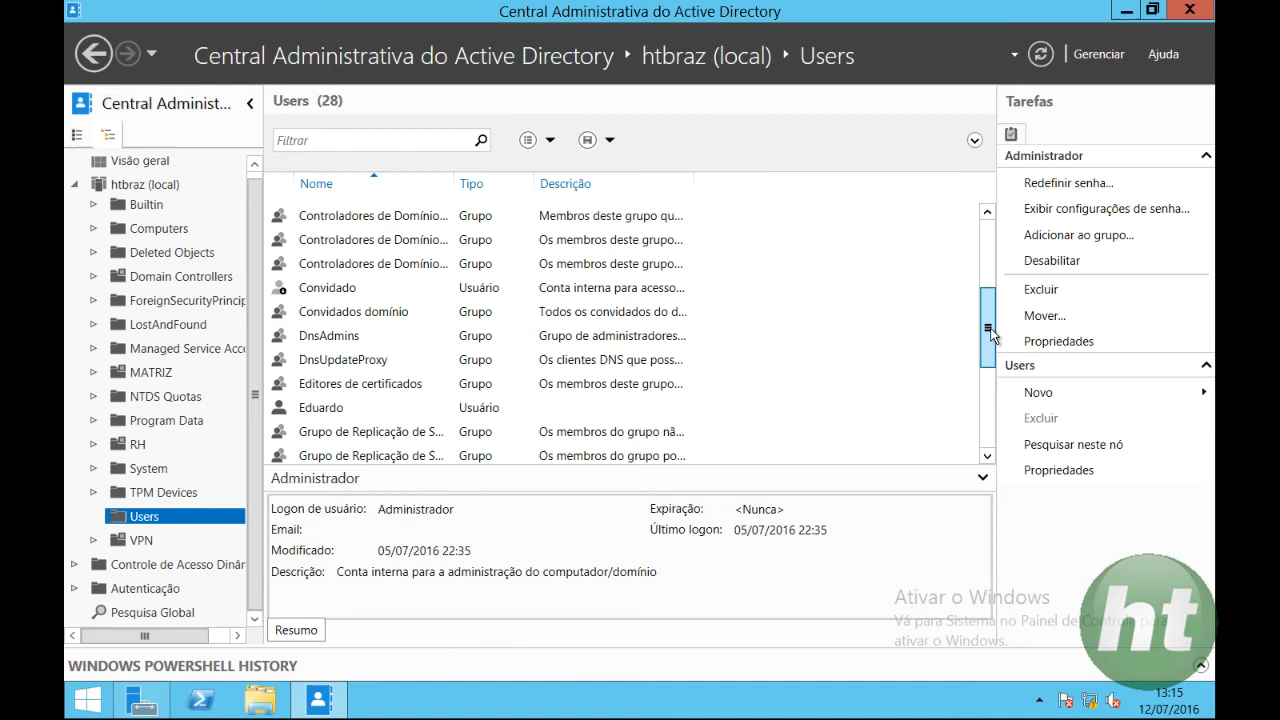 Central Administrativa do Active Directory
Central Administrativa do Active Directory ‣ htbraz (local) ‣ Users
Gerenciar
Ajuda
Central Administ...
Visão geral
htbraz (local)
Builtin
Computers
Deleted Objects
Domain Controllers
ForeignSecurityPrincip
LostAndFound
Managed Service Acc
MATRIZ
NTDS Quotas
Program Data
RH
System
TPM Devices
Users
VPN
Controle de Acesso Dinâr
Autenticação
Pesquisa Global
Users (28)
Filtrar
Nome Tipo Descrição
Controladores de Domínio... Grupo Membros deste grupo qu...
Controladores de Domínio... Grupo Os membros deste grupo...
Controladores de Domínio... Grupo Os membros deste grupo...
Convidado Usuário Conta interna para acesso...
Convidados domínio Grupo Todos os convidados do d...
DnsAdmins Grupo Grupo de administradores...
DnsUpdateProxy Grupo Os clientes DNS que poss...
Editores de certificados Grupo Os membros deste grupo...
Eduardo Usuário
Grupo de Replicação de S... Grupo Os membros do grupo nã...
Grupo de Replicação de S... Grupo Os membros do grupo po...
Administrador
Logon de usuário: Administrador
Email:
Modificado: 05/07/2016 22:35
Descrição: Conta interna para a administração do computador/domínio
Expiração: <Nunca>
Último logon: 05/07/2016 22:35
Resumo
Tarefas
Administrador
Redefinir senha...
Exibir configurações de senha...
Adicionar ao grupo...
Desabilitar
Excluir
Mover...
Propriedades
Users
Novo
Excluir
Pesquisar neste nó
Propriedades
Ativar o Windows
Vá para Sistema no Painel de Controle para
ativar o Windows.
ht
WINDOWS POWERSHELL HISTORY
13:15
12/07/2016